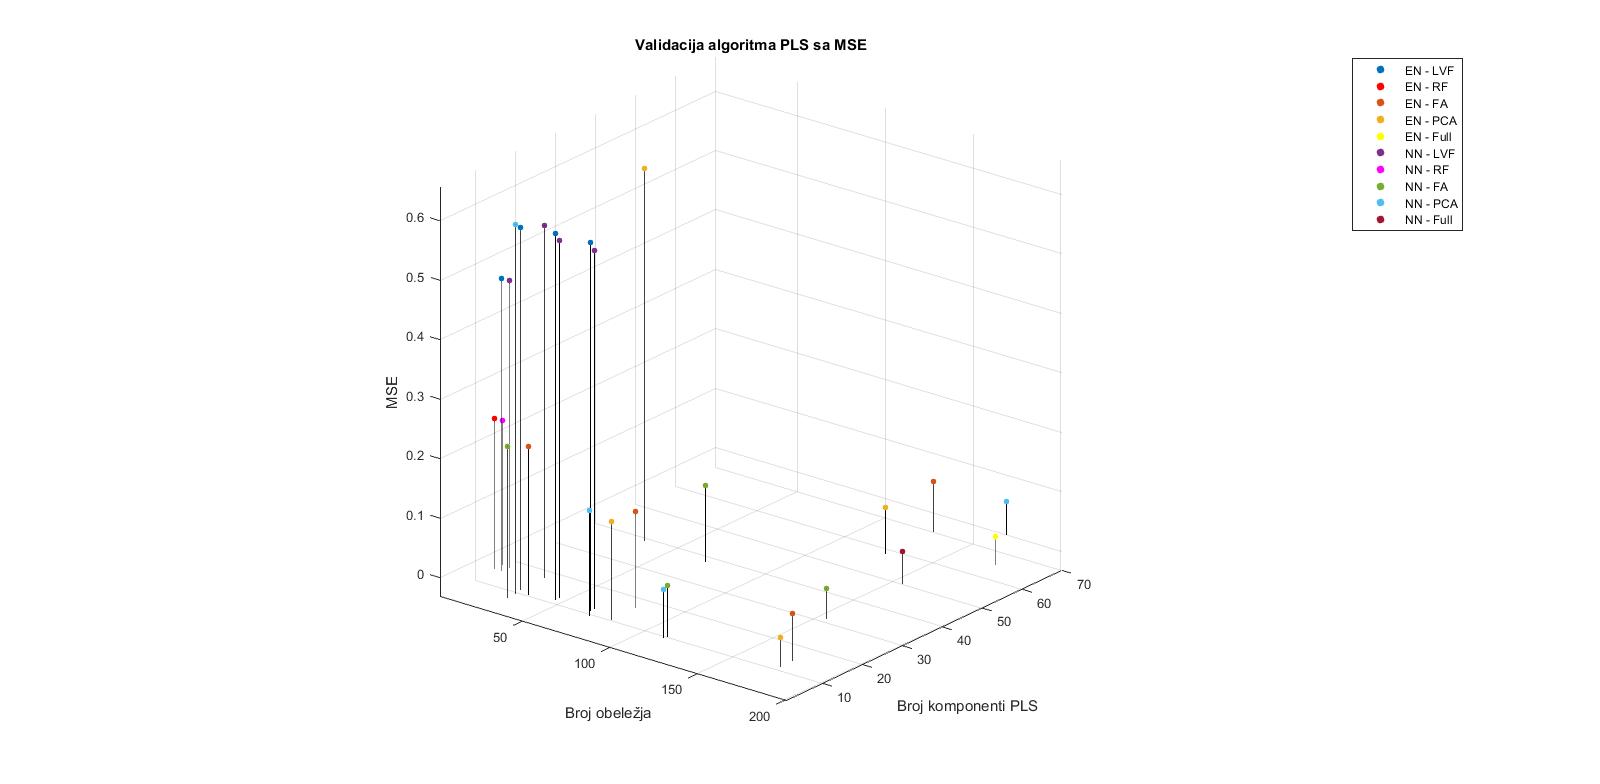 Validacija algoritma PLS sa MSE
EN - LVF
EN - RF
EN - FA
EN - PCA
EN - Full
NN - LVF
NN - RF
NN - FA
NN - PCA
NN - Full
MSE
0.6
0.5
0.4
0.3
0.2
0.1
0
50
100
150
200
Broj obeležja
10
20
30
40
50
60
70
Broj komponenti PLS